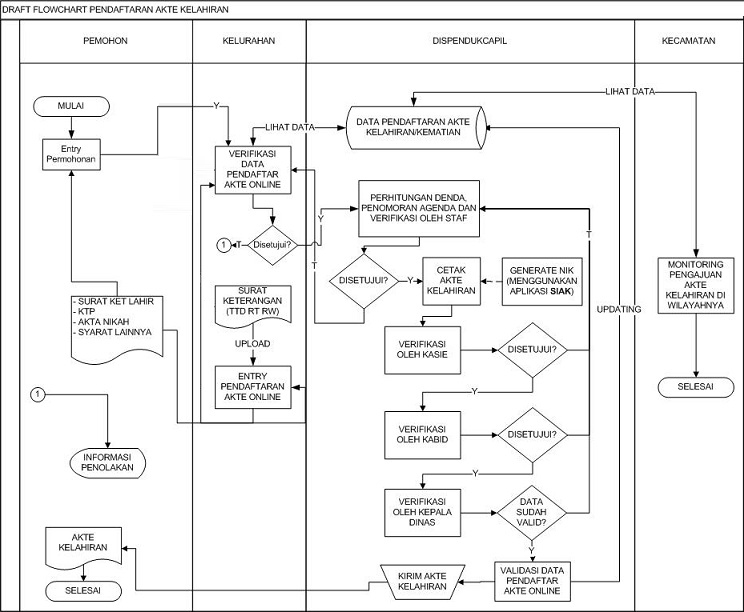 DRAFT FLOWCHART PENDAFTARAN AKTE KELAHIRAN
PEMOHON
KELURAHAN
DISPENDUKCAPIL
KECAMATAN
MULAI
Entry
Permohonan
Y
VERIFIKASI
DATA
PENDAFTAR
AKTE ONLINE
LIHAT DATA
DATA PENDAFTARAN AKTE
KELAHIRAN/KEMATIAN
LIHAT DATA
PERHITUNGAN DENDA,
PENOMORAN AGENDA DAN
VERIFIKASI OLEH STAF
Y
T
1
T
Disetujui?
T
DISETUJUI?
Y
CETAK
AKTE
KELAHIRAN
GENERATE NIK
(MENGGUNAKAN
APLIKASI SIAK)
MONITORING
PENGAJUAN
AKTE
KELAHIRAN DI
WILAYAHNYA
- SURAT KET LAHIR
- KTP
- AKTA NIKAH
- SYARAT LAINNYA
SURAT
KETERANGAN
(TTD RT RW)
UPLOAD
UPDATING
VERIFIKASI
OLEH KASIE
DISETUJUI?
SELESAI
ENTRY
PENDAFTARAN
AKTE ONLINE
Y
1
VERIFIKASI
OLEH KABID
DISETUJUI?
INFORMASI
PENOLAKAN
Y
VERIFIKASI
OLEH KEPALA
DINAS
DATA
SUDAH
VALID?
Y
AKTE
KELAHIRAN
VALIDASI DATA
PENDAFTAR
AKTE ONLINE
KIRIM AKTE
KELAHIRAN
SELESAI